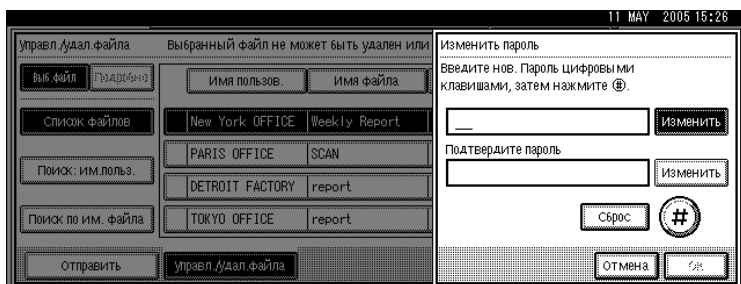 11 MAY 2005 15:26
Управл./удал.файла Выбранный файл не может быть удален или
Выб.файл Подробно
Имя пользов. Имя файла
Список файлов
New York OFFICE Weekly Report
PARIS OFFICE SCAN
Поиск: им.польз.
DETROIT FACTORY report
Поиск по им. файла
TOKYO OFFICE report
Отправить Управл./Удал.файла
Изменить пароль
Введите нов. Пароль цифровыми
клавишами, затем нажмите #.
Изменить
Подтвердите пароль
Изменить
Сброс #
Отмена OK